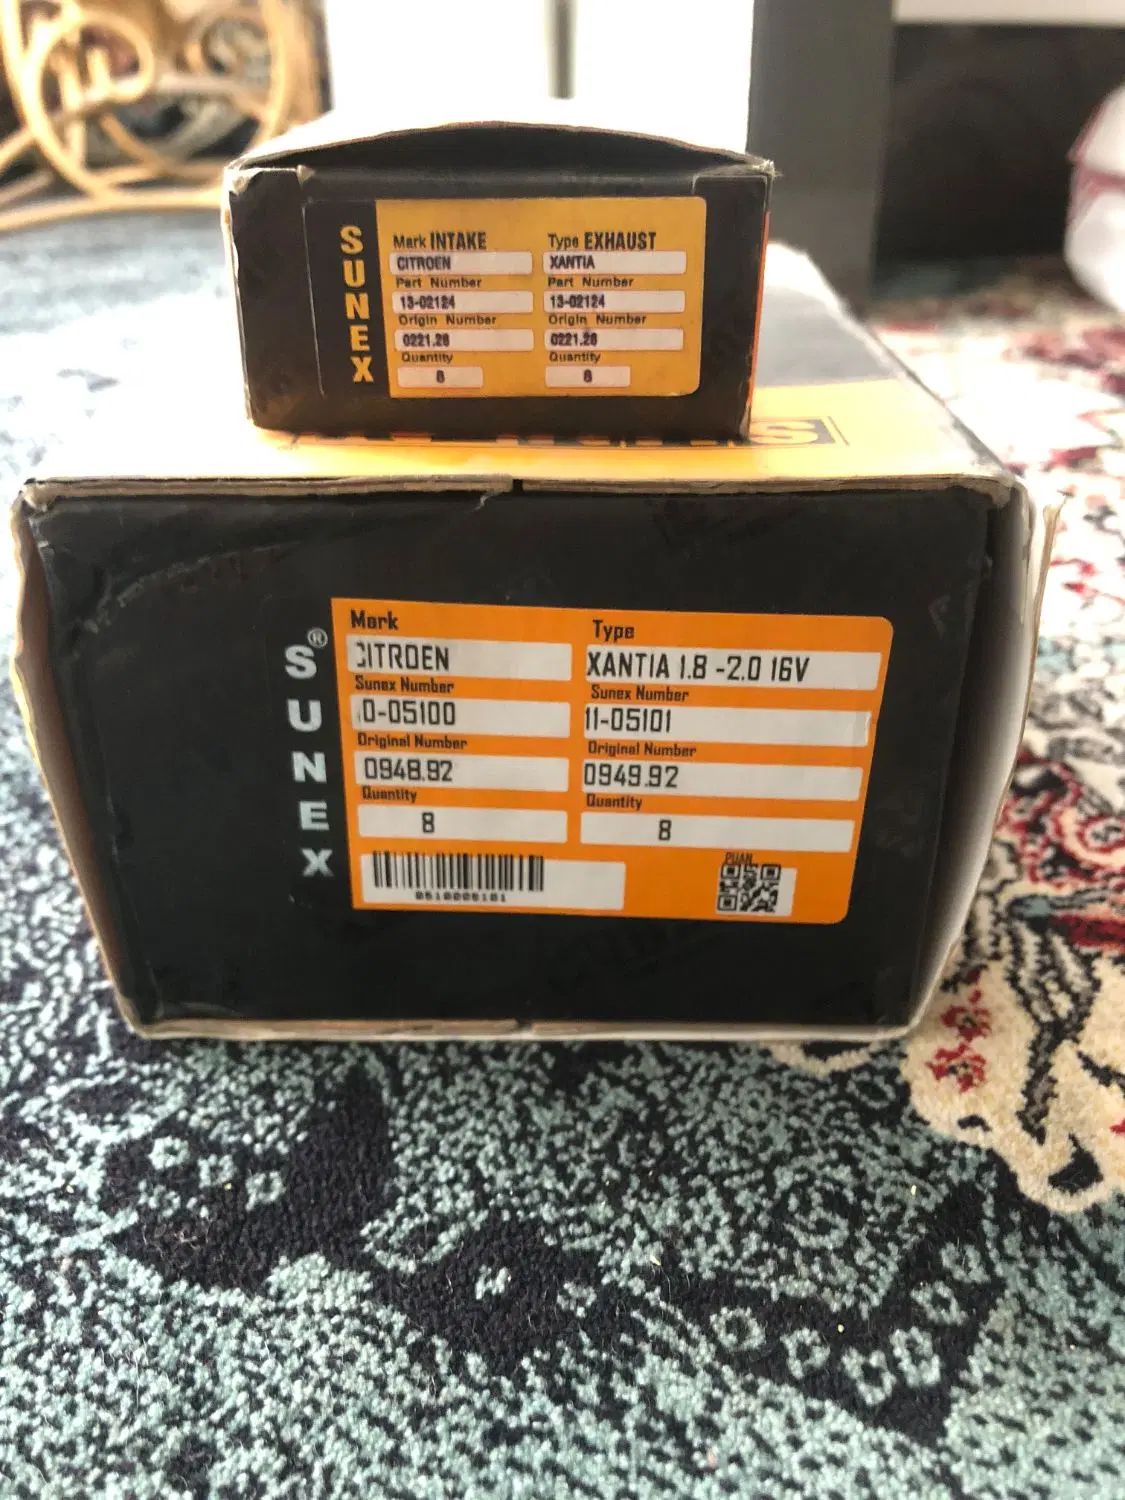 SUNEX
Mark INTAKE Type EXHAUST
CITROEN XANTIA
Part Number Part Number
13-02124 13-02124
Origin Number Origin Number
0221.26 0221.26
Quantity Quantity
8 8
SUNEX®
Mark Type
CITROEN XANTIA 1.8 -2.0 16V
Sunex Number Sunex Number
0-05100 11-05101
Original Number Original Number
0948.92 0949.92
Quantity Quantity
8 8
PUAN